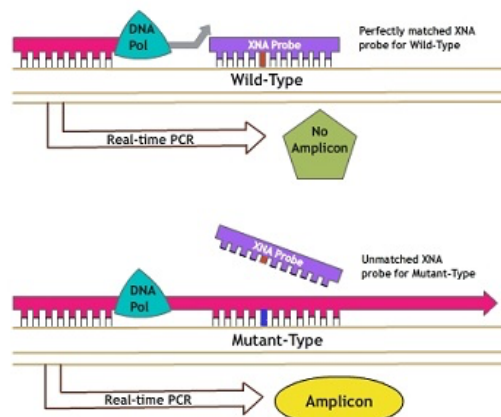 DNA
Pol
XNA Probe
Perfectly matched XNA
probe for Wild-Type
Wild-Type
Real-time PCR
No
Amplicon
XNA Probe
Unmatched XNA
probe for Mutant-Type
DNA
Pol
Mutant-Type
Real-time PCR
Amplicon